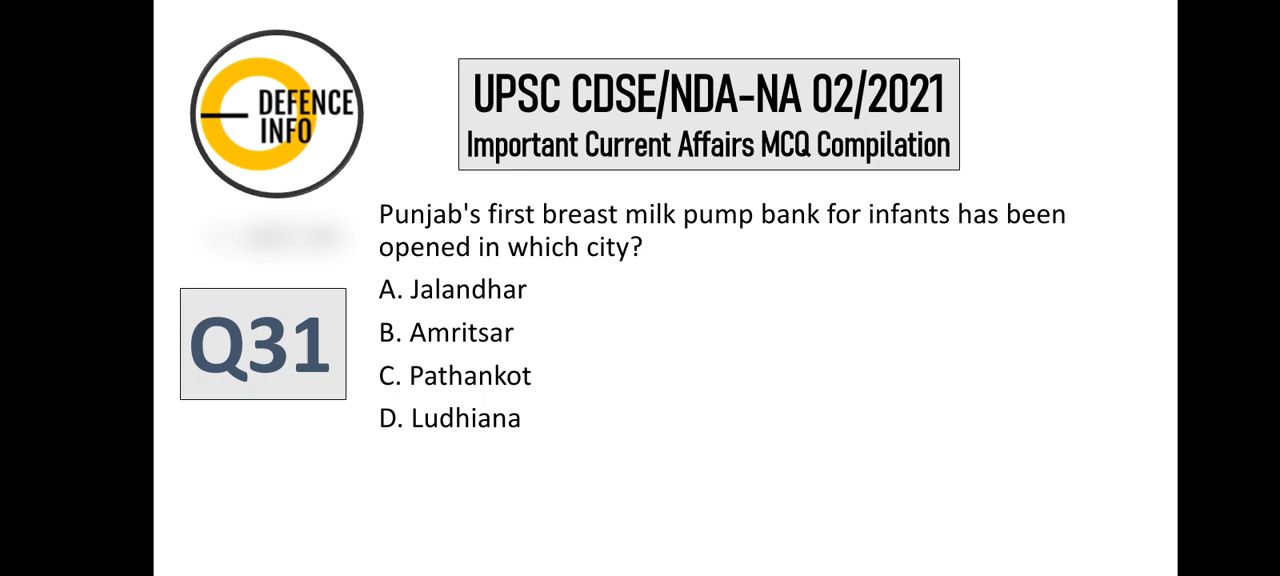 DEFENCE
INFO
UPSC CDSE/NDA-NA 02/2021
Important Current Affairs MCQ Compilation
Punjab's first breast milk pump bank for infants has been
opened in which city?
A. Jalandhar
B. Amritsar
C. Pathankot
D. Ludhiana
Q31